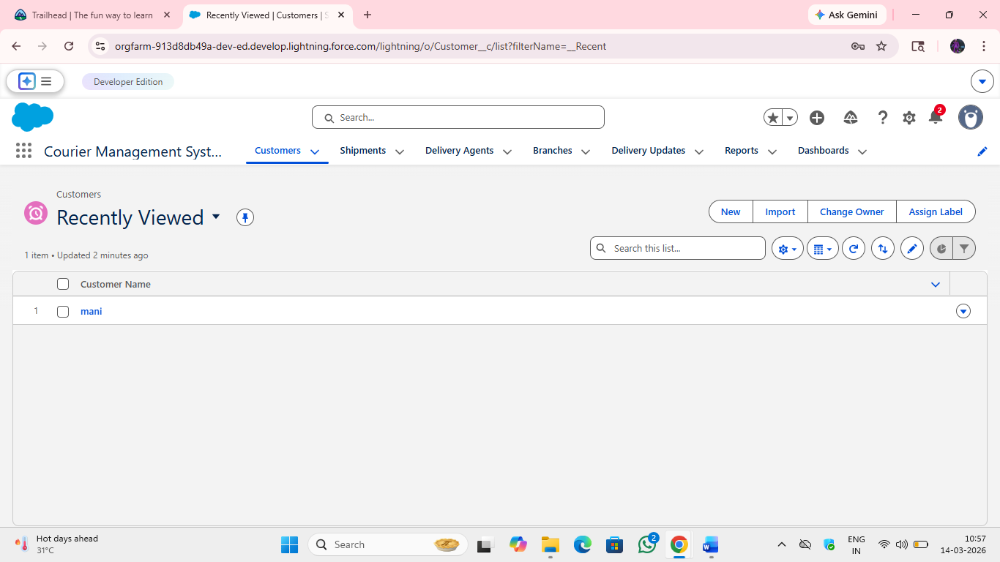 Trailhead | The fun way to learn
Recently Viewed | Customers | S
Ask Gemini
orgfarm-913d8db49a-dev-ed.develop.lightning.force.com/lightning/o/Customer__c/list?filterName=__Recent
Developer Edition
Search...
2
Courier Management Syst...
Customers
Shipments
Delivery Agents
Branches
Delivery Updates
Reports
Dashboards
Customers
Recently Viewed
New
Import
Change Owner
Assign Label
1 item • Updated 2 minutes ago
Search this list...
Customer Name
1
mani
Hot days ahead
31°C
Search
2
ENG
IN
10:57
14-03-2026